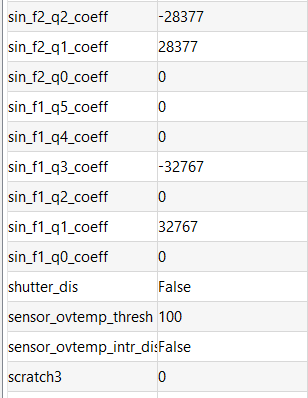 sin_f2_q2_coeff -28377
sin_f2_q1_coeff 28377
sin_f2_q0_coeff 0
sin_f1_q5_coeff 0
sin_f1_q4_coeff 0
sin_f1_q3_coeff -32767
sin_f1_q2_coeff 0
sin_f1_q1_coeff 32767
sin_f1_q0_coeff 0
shutter_dis False
sensor_ovtemp_thresh 100
sensor_ovtemp_intr_dis False
scratch3 0